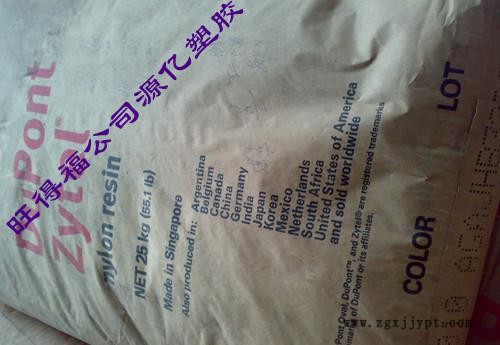 旺得福公司源亿塑胶
DuPont
Zytel®
nylon resin
NET 25 kg (55.1 lb)
Made in Singapore
Also produced in: Argentina
Belgium
Canada
China
Germany
India
Japan
Korea
Mexico
Netherlands
South Africa
United States of America
and sold worldwide
Pont Oval, DuPont™, and Zytel® are registered trademarks
marks of DuPont or its affiliates.
COLOR
LOT
www.zgxjjypt.com